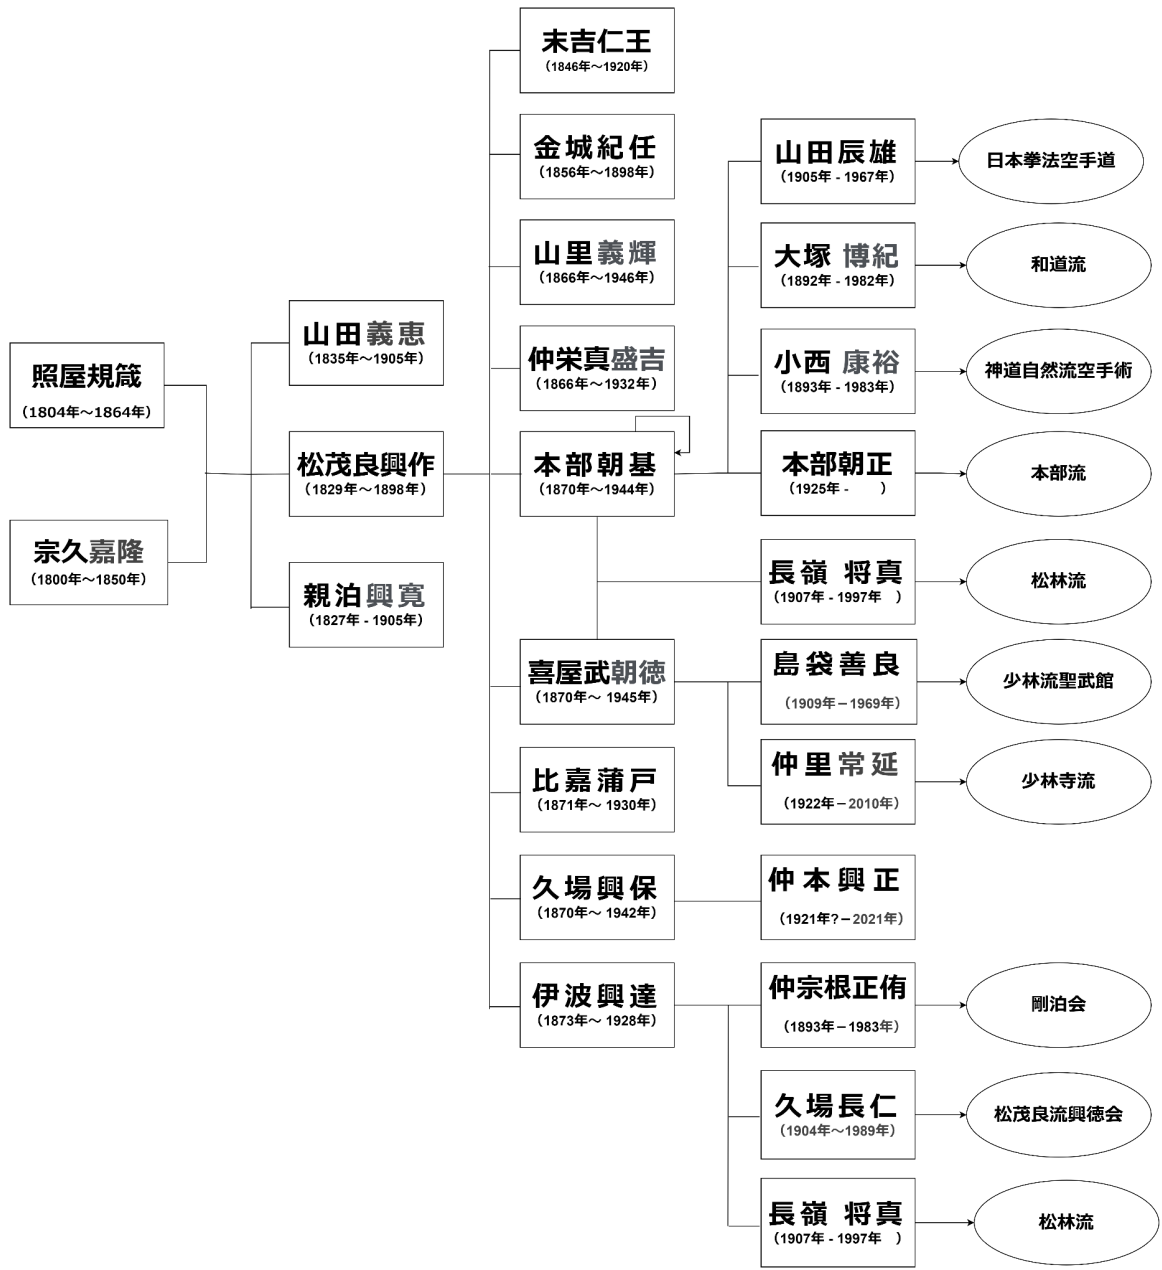 照屋規箴
（1804年～1864年）
宗久嘉隆
（1800年～1850年）
山田義恵
（1835年～1905年）
松茂良興作
（1829年～1898年）
親泊興寛
（1827年 - 1905年）
末吉仁王
（1846年～1920年）
金城紀任
（1856年～1898年）
山里義輝
（1866年～1946年）
仲栄真盛吉
（1866年～1932年）
本部朝基
（1870年～1944年）
喜屋武朝徳
（1870年～ 1945年）
比嘉蒲戸
（1871年～ 1930年）
久場興保
（1870年～ 1942年）
伊波興達
（1873年～ 1928年）
山田辰雄
（1905年 - 1967年）
日本拳法空手道
大塚 博紀
（1892年 - 1982年）
和道流
小西 康裕
（1893年 - 1983年）
神道自然流空手術
本部朝正
（1925年 -　　）
本部流
長嶺 将真
（1907年 - 1997年　）
松林流
島袋善良
（1909年－1969年）
少林流聖武館
仲里常延
（1922年－2010年）
少林寺流
仲本興正
（1921年?－2021年）
仲宗根正侑
（1893年－1983年）
剛泊会
久場長仁
（1904年～1989年）
松茂良流興徳会
長嶺 将真
（1907年 - 1997年　）
松林流